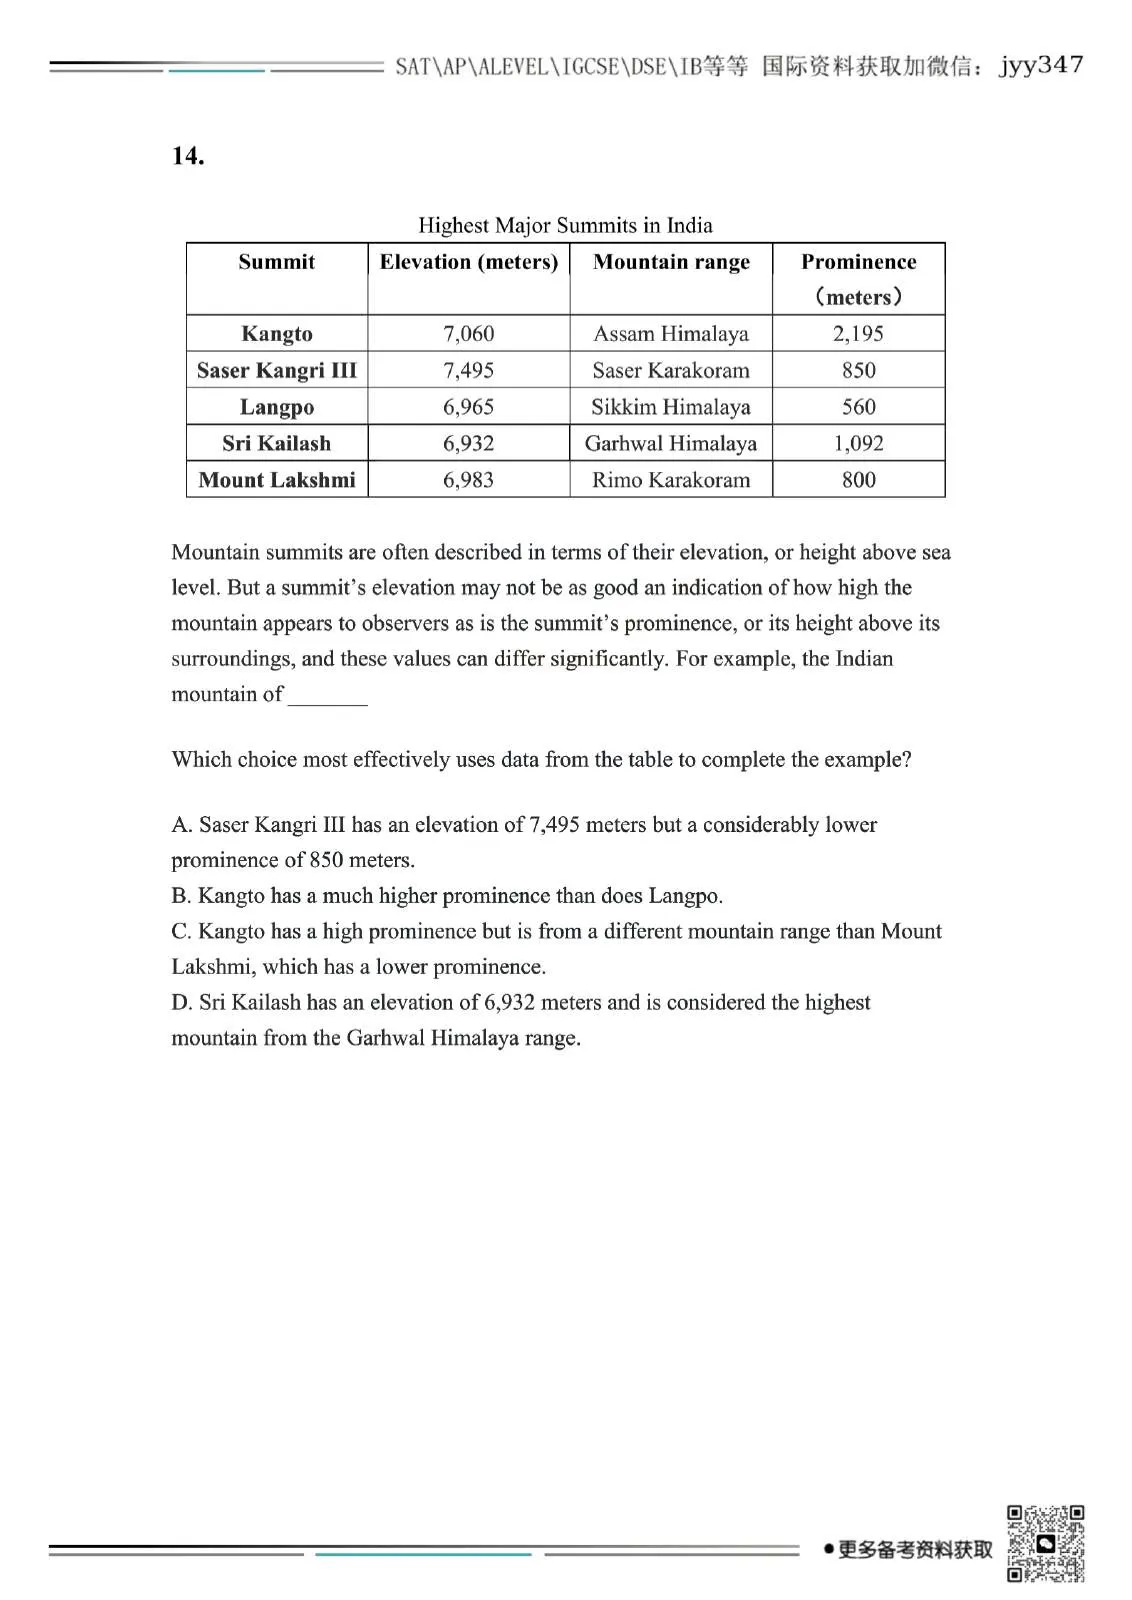 SAT\AP\ALEVEL\IGCSE\DSE\IB等等 国际资料获取加微信: jyy347
14.
Highest Major Summits in India
Summit Elevation (meters) Mountain range Prominence
（meters）
Kangto 7,060 Assam Himalaya 2,195
Saser Kangri III 7,495 Saser Karakoram 850
Langpo 6,965 Sikkim Himalaya 560
Sri Kailash 6,932 Garhwal Himalaya 1,092
Mount Lakshmi 6,983 Rimo Karakoram 800
Mountain summits are often described in terms of their elevation, or height above sea
level. But a summit’s elevation may not be as good an indication of how high the
mountain appears to observers as is the summit’s prominence, or its height above its
surroundings, and these values can differ significantly. For example, the Indian
mountain of _______
Which choice most effectively uses data from the table to complete the example?
A. Saser Kangri III has an elevation of 7,495 meters but a considerably lower
prominence of 850 meters.
B. Kangto has a much higher prominence than does Langpo.
C. Kangto has a high prominence but is from a different mountain range than Mount
Lakshmi, which has a lower prominence.
D. Sri Kailash has an elevation of 6,932 meters and is considered the highest
mountain from the Garhwal Himalaya range.
●更多备考资料获取